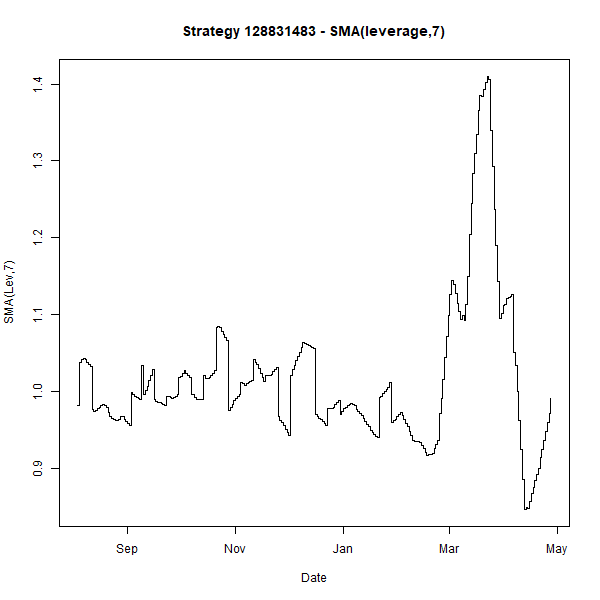 Strategy 128831483 - SMA(leverage,7)
1.4
1.3
1.2
1.1
1.0
0.9
SMA(Lev,7)
Sep Nov Jan Mar May
Date